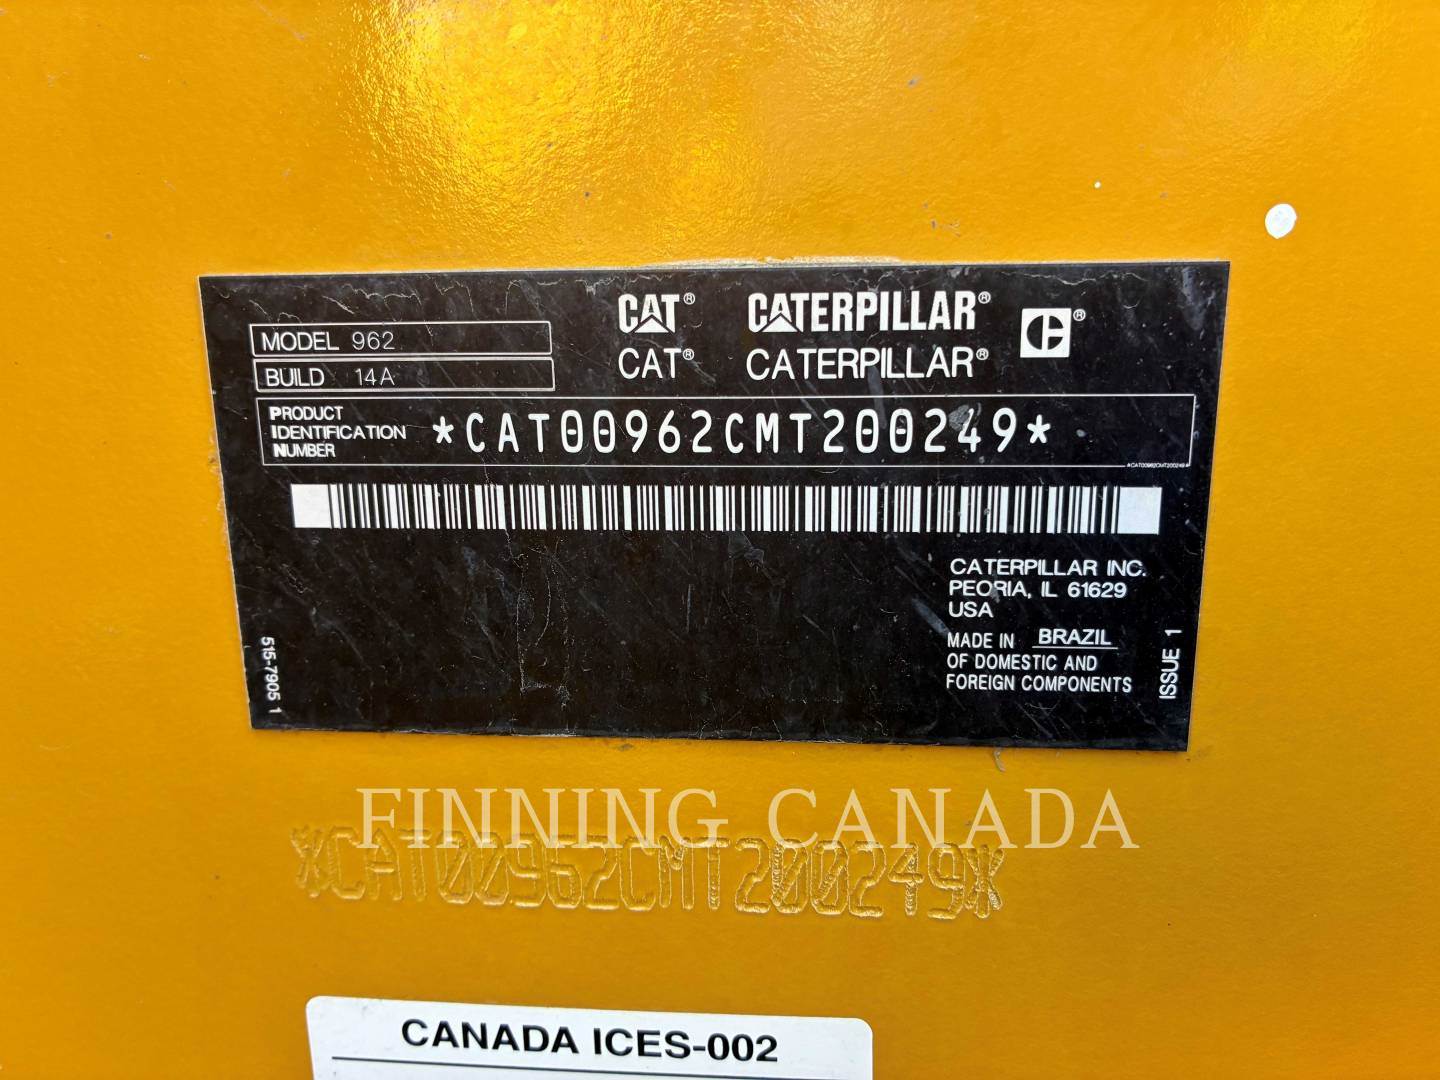 MODEL 962
BUILD 14A
CAT® CATERPILLAR® C®
CAT® CATERPILLAR®
PRODUCT
IDENTIFICATION
NUMBER
*CAT00962CMT200249*
*CAT00962CMT200249*
CATERPILLAR INC.
PEORIA, IL 61629
USA
MADE IN BRAZIL
OF DOMESTIC AND
FOREIGN COMPONENTS
515-7905 1
ISSUE 1
FINNING CANADA
*CAT00962CMT200249*
CANADA ICES-002